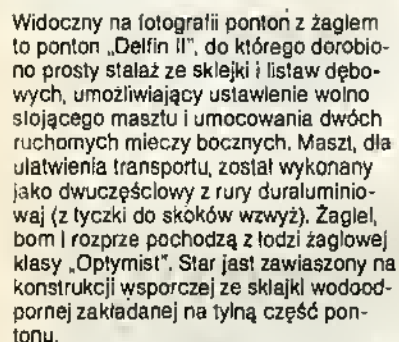 Widoczny na fotografii ponton z żaglem
to ponton „Delfin II”, do którego dorobio-
no prosty stalaż ze sklejki i listew dębo-
wych, umożliwiający ustawienie wolno
stojącego masztu i umocowania dwóch
ruchomych mieczy bocznych. Maszt, dla
ułatwienia transportu, został wykonany
jako dwuczęściowy z rury duraluminio-
waj (z tyczki do skoków wzwyż). Żagiel,
bom i rozprze pochodzą z łodzi żaglowej
klasy „Optymist”. Star jast zawiaszony na
konstrukcji wsporczej ze sklajki wodood-
pornej zakładanej na tylną część pon-
tonu.